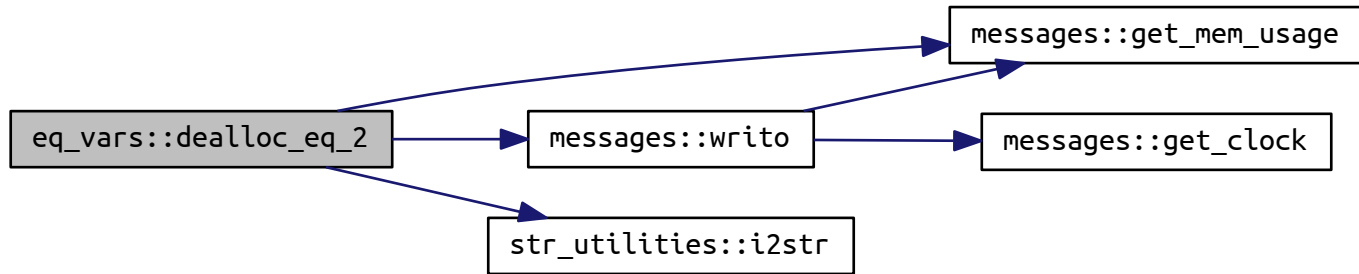 messages::get_mem_usage
eq_vars::dealloc_eq_2
messages::writo
messages::get_clock
str_utilities::i2str